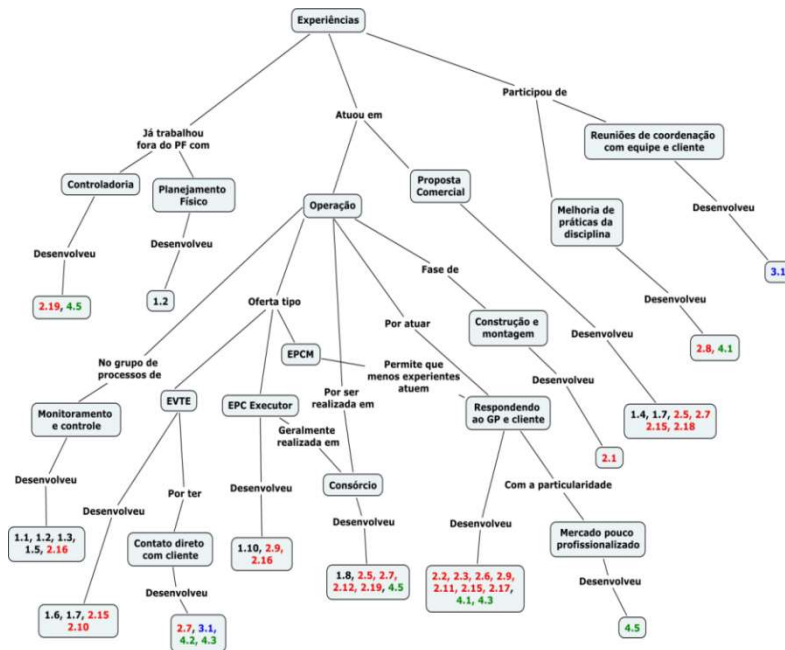 Experiências
Participou de
Atuou em
Já trabalhou
fora do PF com
Reuniões de coordenação
com equipe e cliente
Controladoria
Planejamento
Físico
Proposta
Comercial
Operação
Melhoria de
práticas da
disciplina
Desenvolveu
Desenvolveu
Desenvolveu
Fase de
3.1
2.19, 4.5
1.2
Oferta tipo
Desenvolveu
Por atuar
Construção e
montagem
Desenvolveu
EPCM
2.8, 4.1
No grupo de
processos de
Permite que
menos experientes
atuem
Desenvolveu
Por ser
realizada em
EVTE
EPC Executor
Monitoramento
e controle
Respondendo
ao GP e cliente
1.4, 1.7, 2.5, 2.7
2.15, 2.18
Geralmente
realizada em
2.1
Desenvolveu
Por ter
Desenvolveu
Consórcio
Com a particularidade
Desenvolveu
Desenvolveu
Desenvolveu
1.1, 1.2, 1.3,
1.5, 2.16
Contato direto
com cliente
1.10, 2.9,
2.16
Mercado pouco
profissionalizado
1.8, 2.5, 2.7,
2.12, 2.19, 4.5
2.2, 2.3, 2.6, 2.9,
2.11, 2.15, 2.17,
4.1, 4.3
Desenvolveu
Desenvolveu
1.6, 1.7, 2.15
2.10
2.7, 3.1,
4.2, 4.3
4.5